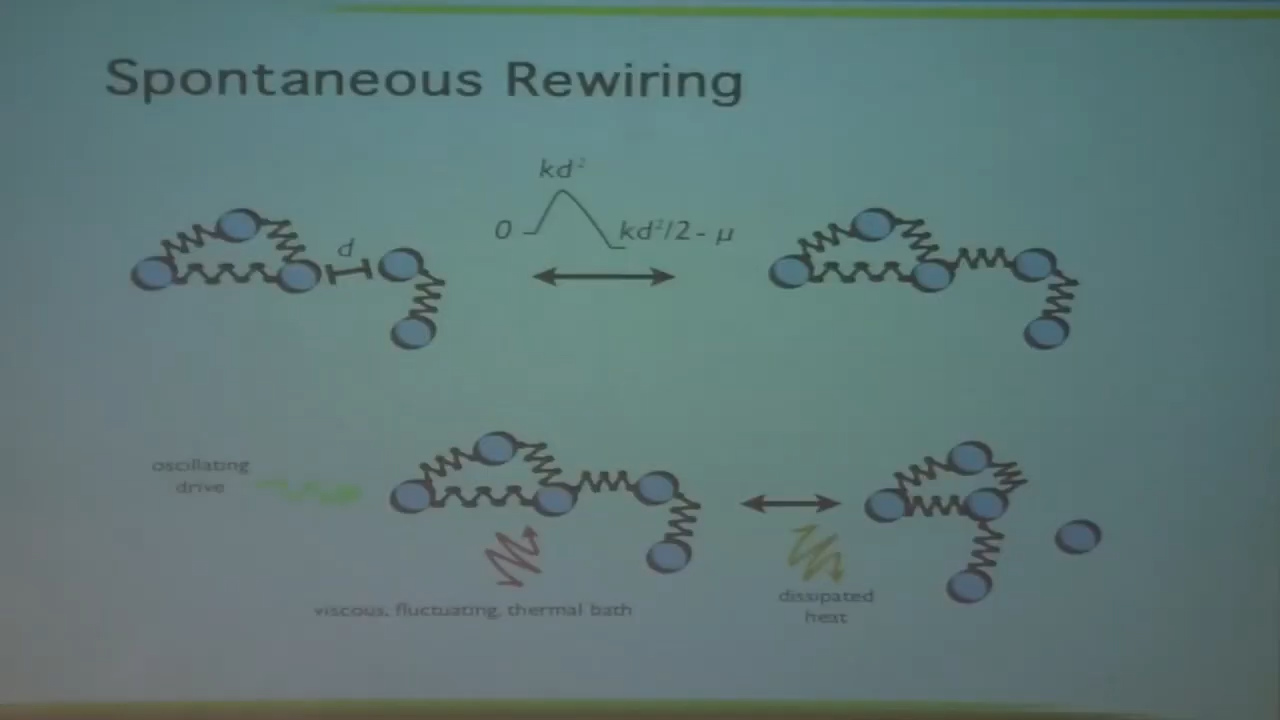 Spontaneous Rewiring
kd²
d
0
kd²/2 - μ
oscillating
drive
viscous, fluctuating, thermal bath
dissipated
heat